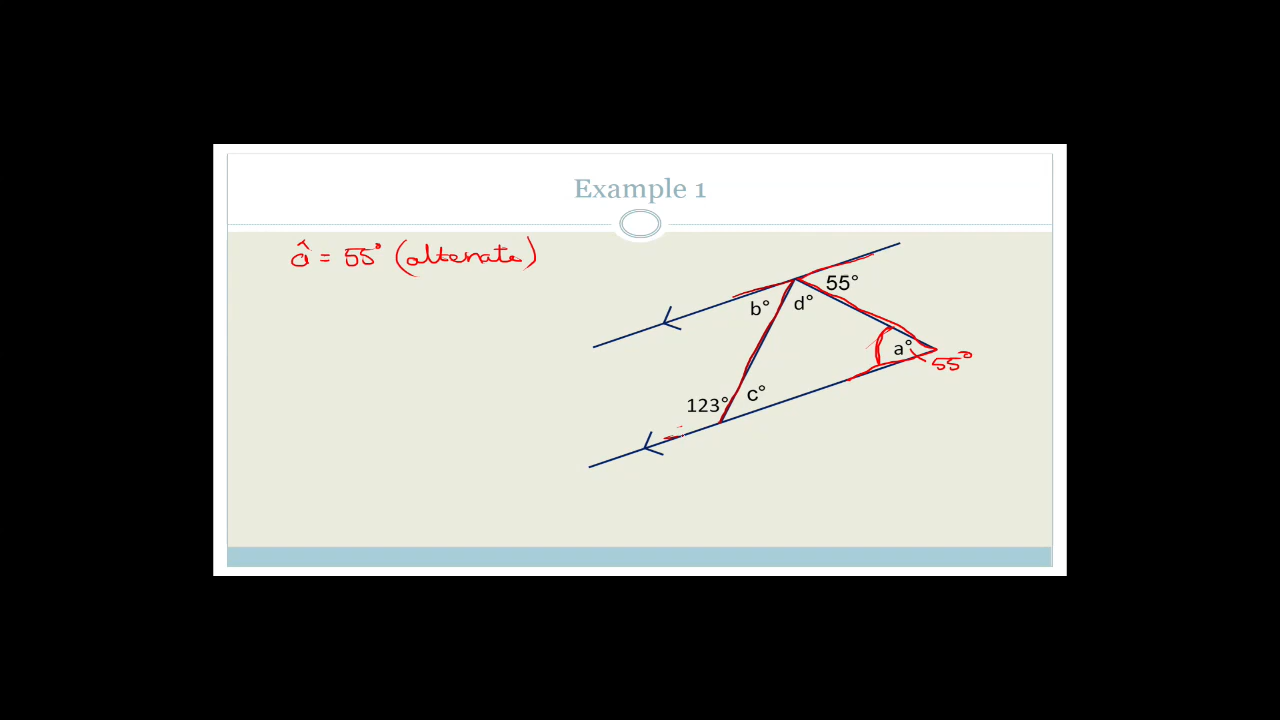 Example 1
â = 55° (alternate)
55°
b°
d°
a°
55°
123°
c°